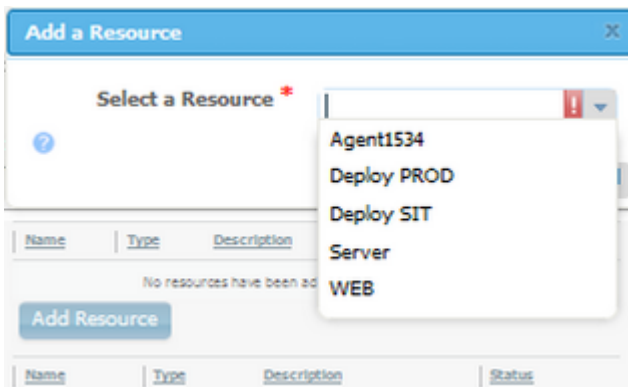 Add a Resource
Select a Resource *
Agent1534
Deploy PROD
Deploy SIT
Server
WEB
Name Type Description
No resources have been ad
Add Resource
Name Type Description Status